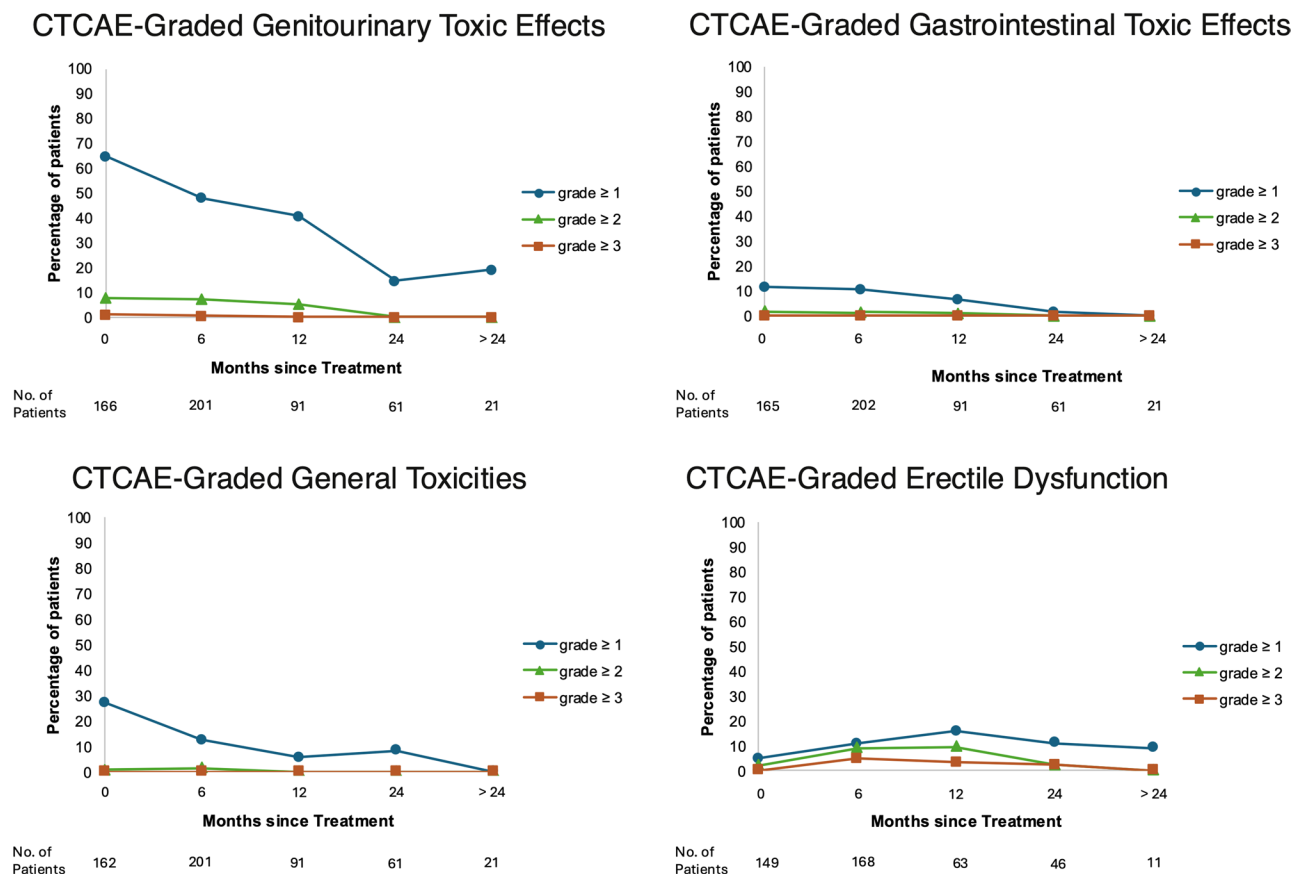 CTCAE-Graded Genitourinary Toxic Effects
Percentage of patients
100
90
80
70
60
50
40
30
20
10
0
0 6 12 24 > 24
Months since Treatment
grade ≥ 1
grade ≥ 2
grade ≥ 3
No. of
Patients 166 201 91 61 21
CTCAE-Graded Gastrointestinal Toxic Effects
Percentage of patients
100
90
80
70
60
50
40
30
20
10
0
0 6 12 24 > 24
Months since Treatment
grade ≥ 1
grade ≥ 2
grade ≥ 3
No. of
Patients 165 202 91 61 21
CTCAE-Graded General Toxicities
Percentage of patients
100
90
80
70
60
50
40
30
20
10
0
0 6 12 24 > 24
Months since Treatment
grade ≥ 1
grade ≥ 2
grade ≥ 3
No. of
Patients 162 201 91 61 21
CTCAE-Graded Erectile Dysfunction
Percentage of patients
100
90
80
70
60
50
40
30
20
10
0
0 6 12 24 > 24
Months since Treatment
grade ≥ 1
grade ≥ 2
grade ≥ 3
No. of
Patients 149 168 63 46 11